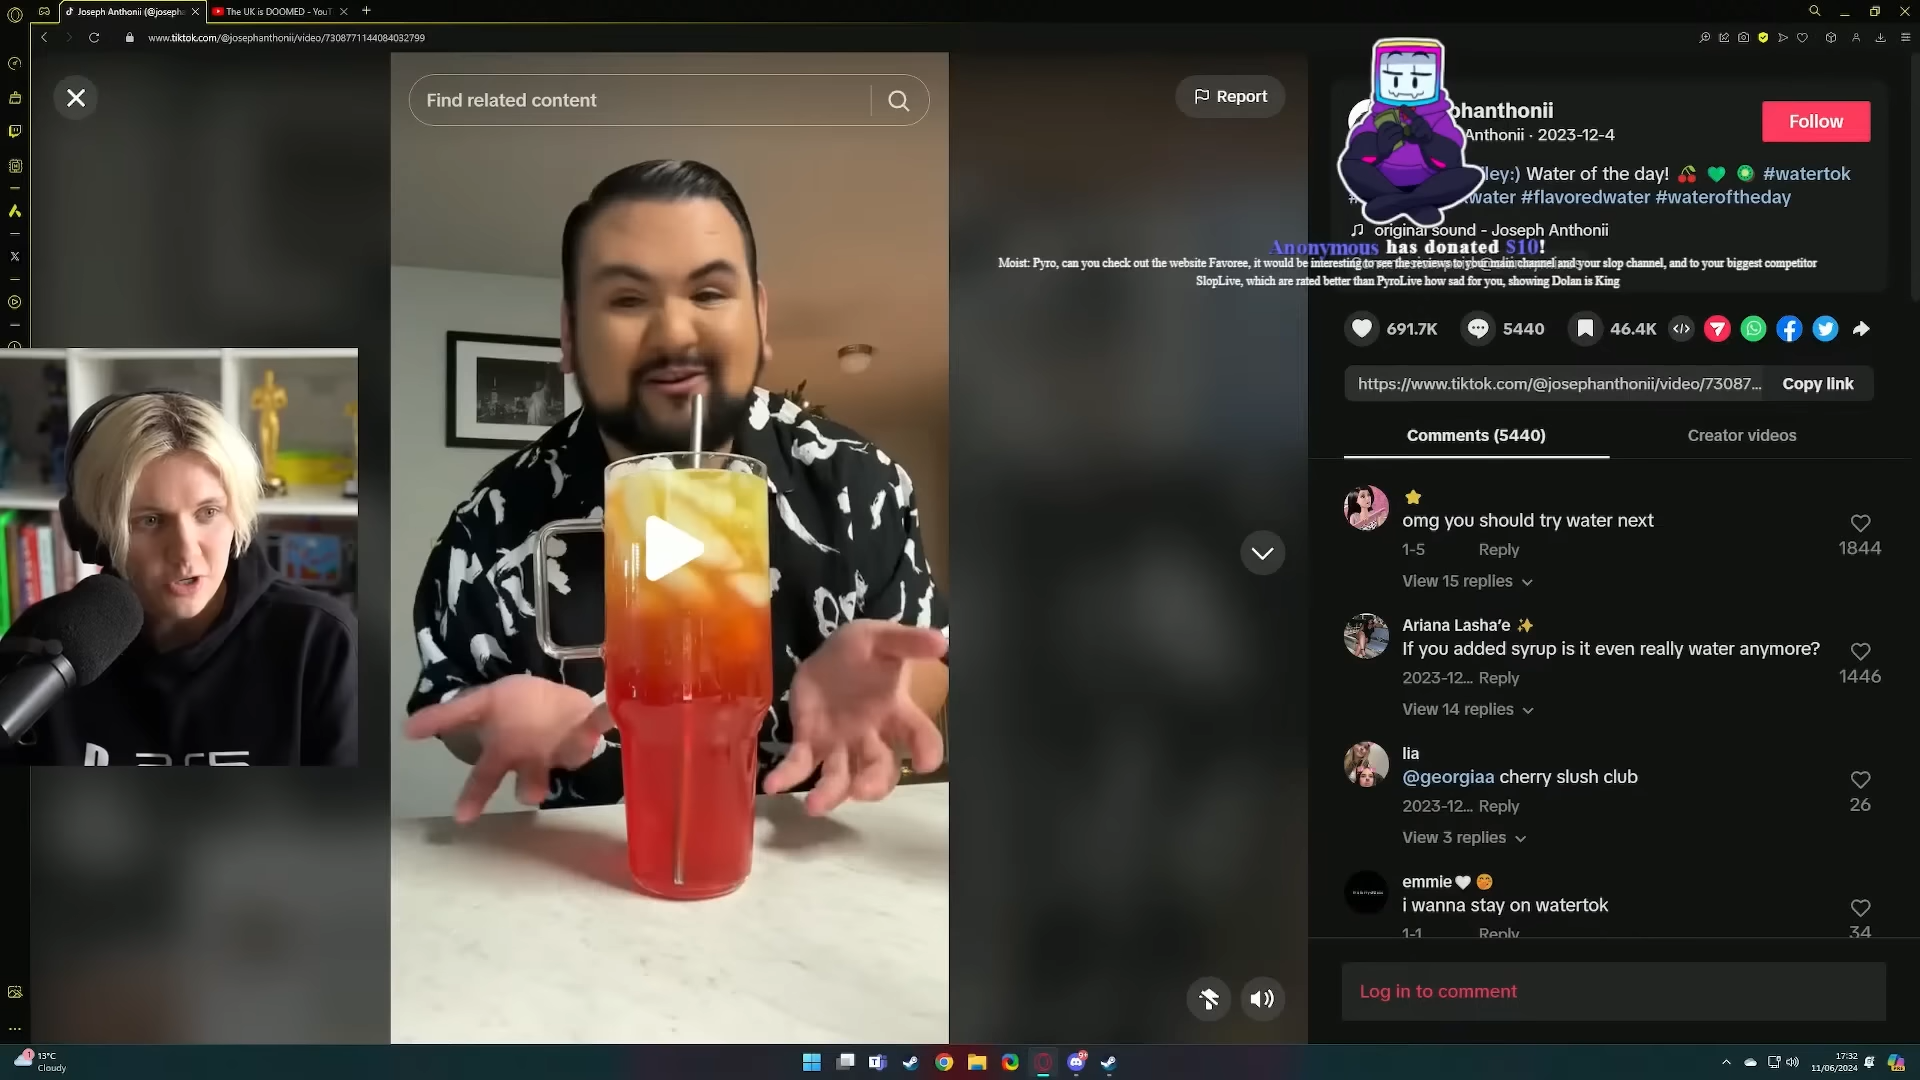 Joseph Anthonii (@joseph
The UK is DOOMED - YouT
www.tiktok.com/@josephanthonii/video/7308771144084032799
Find related content
Report
phanthonii
Anthonii · 2023-12-4
Follow
lley:) Water of the day! 🍒 💚 🥝 #watertok
water #flavoredwater #wateroftheday
original sound - Joseph Anthonii
Anonymous has donated $10!
Moist: Pyro, can you check out the website Favoree, it would be interesting to see the reviews to your main channel and your slop channel, and to your biggest competitor
SlopLive, which are rated better than PyroLive how sad for you, showing Dolan is King
691.7K
5440
46.4K
https://www.tiktok.com/@josephanthonii/video/73087...
Copy link
Comments (5440)
Creator videos
⭐
omg you should try water next
1-5 Reply
1844
View 15 replies
Ariana Lasha'e ✨
If you added syrup is it even really water anymore?
2023-12... Reply
1446
View 14 replies
lia
@georgiaa cherry slush club
2023-12... Reply
26
View 3 replies
emmie🤍 🤭
i wanna stay on watertok
1-1 Reply
34
Log in to comment
13°C
Cloudy
17:32
11/06/2024